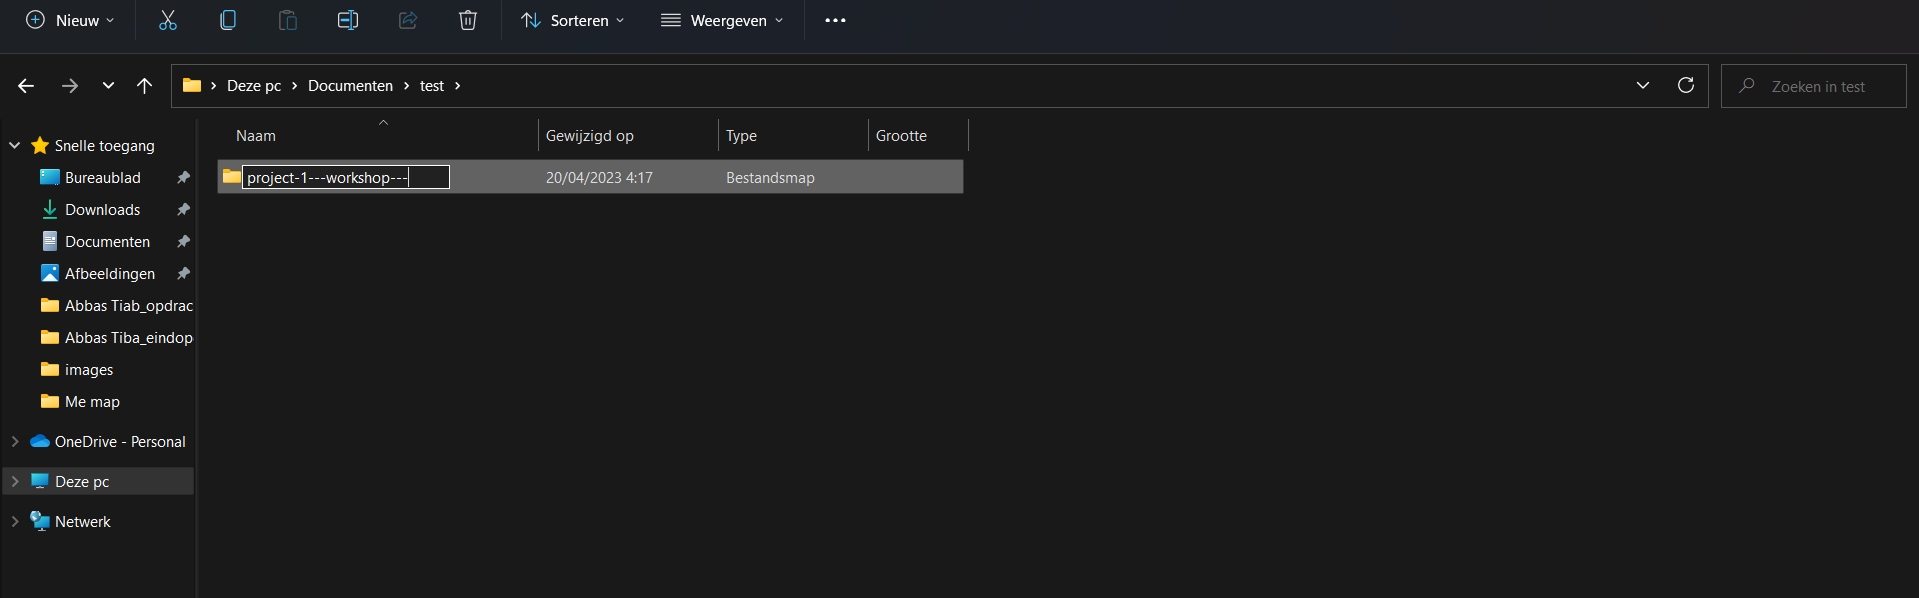 Nieuw Sorteren Weergeven
Deze pc Documenten test Zoeken in test
Naam Gewijzigd op Type Grootte
project-1---workshop--- 20/04/2023 4:17 Bestandsmap
Snelle toegang
Bureaublad
Downloads
Documenten
Afbeeldingen
Abbas Tiab_opdrac
Abbas Tiba_eindop
images
Me map
OneDrive - Personal
Deze pc
Netwerk